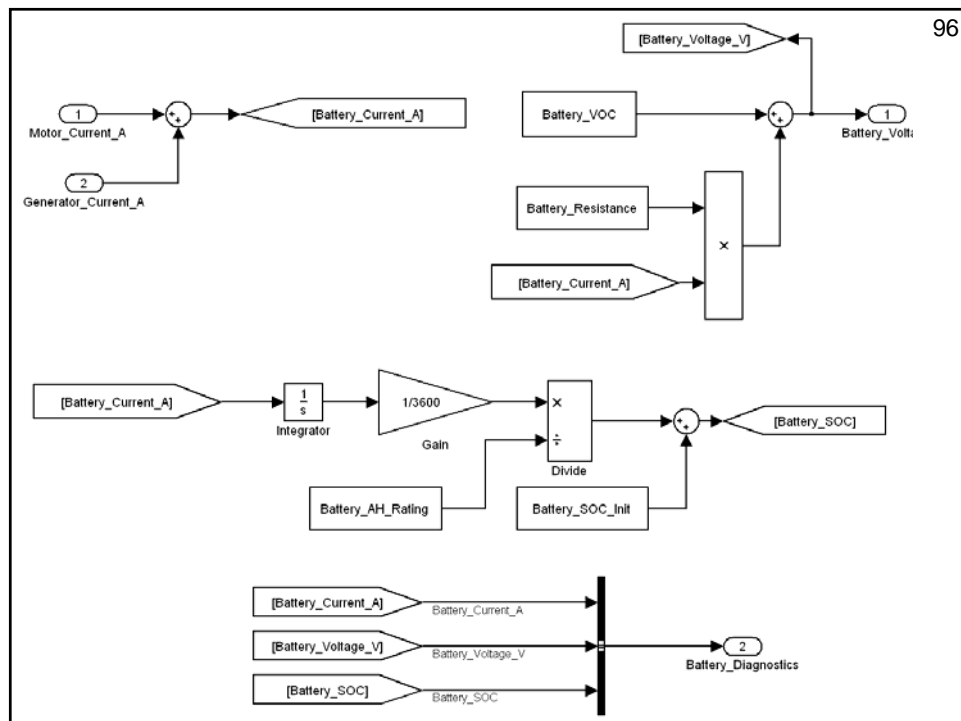 96
[Battery_Voltage_V]
1
Motor_Current_A
+
+
[Battery_Current_A]
2
Generator_Current_A
Battery_VOC
+
+
1
Battery_Volta
Battery_Resistance
×
[Battery_Current_A]
[Battery_Current_A]
1
s
Integrator
1/3600
Gain
×
÷
Divide
+
+
[Battery_SOC]
Battery_AH_Rating
Battery_SOC_Init
[Battery_Current_A]
Battery_Current_A
[Battery_Voltage_V]
Battery_Voltage_V
2
Battery_Diagnostics
[Battery_SOC]
Battery_SOC